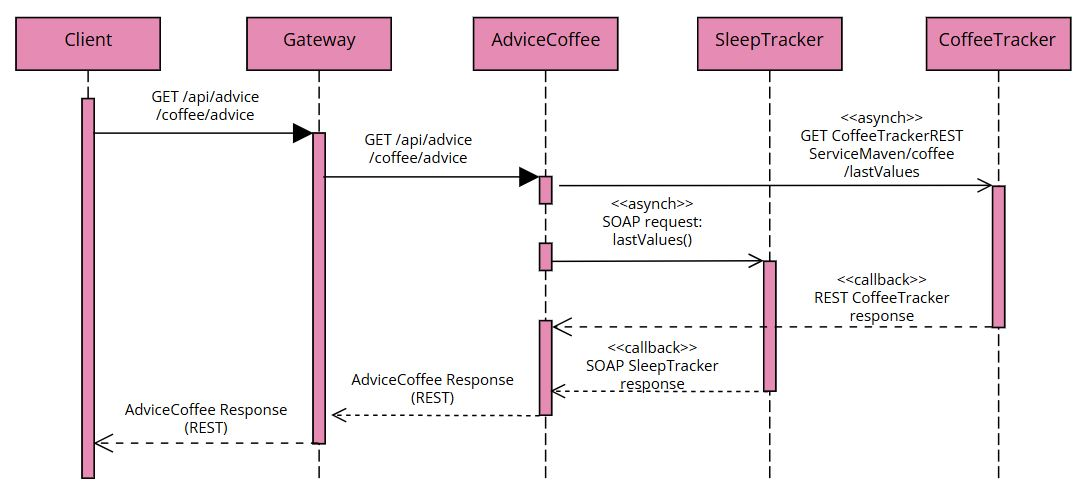 Client
Gateway
AdviceCoffee
SleepTracker
CoffeeTracker
GET /api/advice
/coffee/advice
GET /api/advice
/coffee/advice
<<asynch>>
GET CoffeeTrackerREST
ServiceMaven/coffee
/lastValues
<<asynch>>
SOAP request:
lastValues()
<<callback>>
REST CoffeeTracker
response
<<callback>>
SOAP SleepTracker
response
AdviceCoffee Response
(REST)
AdviceCoffee Response
(REST)